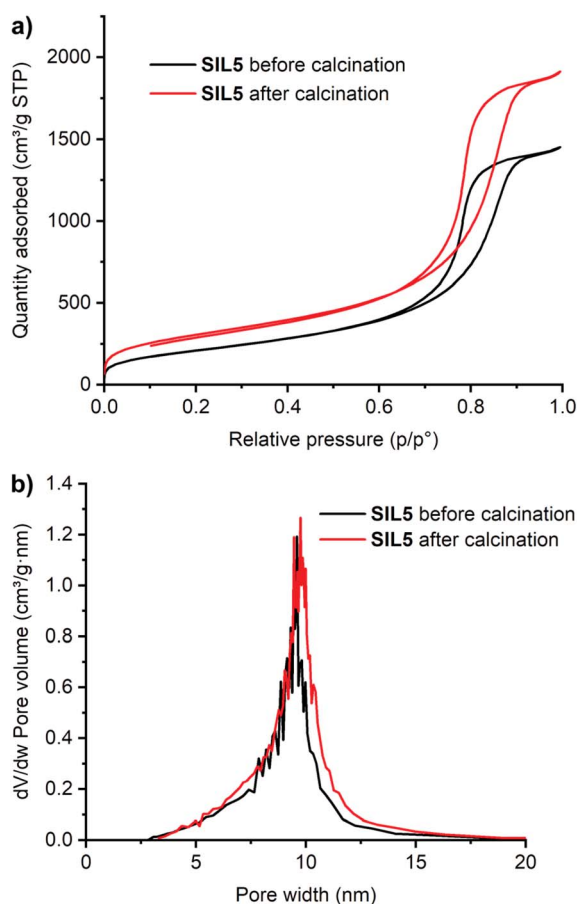 a)
2000
1500
1000
500
0
Quantity adsorbed (cm³/g STP)
SIL5 before calcination
SIL5 after calcination
0.0 0.2 0.4 0.6 0.8 1.0
Relative pressure (p/p°)
b)
1.4
1.2
1.0
0.8
0.6
0.4
0.2
0.0
dV/dw Pore volume (cm³/g·nm)
SIL5 before calcination
SIL5 after calcination
0 5 10 15 20
Pore width (nm)